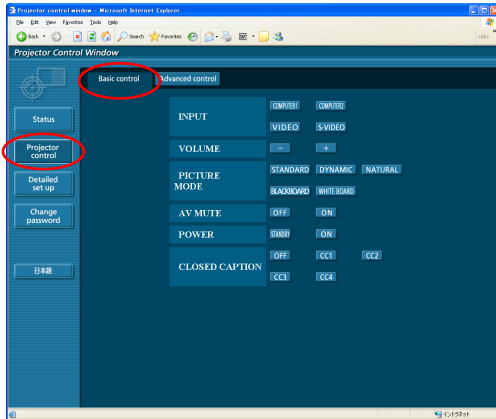 Projector control window - Microsoft Internet Explorer
File Edit View Favorites Tools Help
Back Search Favorites Links
Projector Control Window
Basic control Advanced control
Status
Projector
control
Detailed
set up
Change
password
日本語
INPUT COMPUTER1 COMPUTER2
VIDEO S-VIDEO
VOLUME - +
PICTURE
MODE
STANDARD DYNAMIC NATURAL
BLACKBOARD WHITE BOARD
AV MUTE OFF ON
POWER STANDBY ON
CLOSED CAPTION OFF CC1 CC2
CC3 CC4
イントラネット